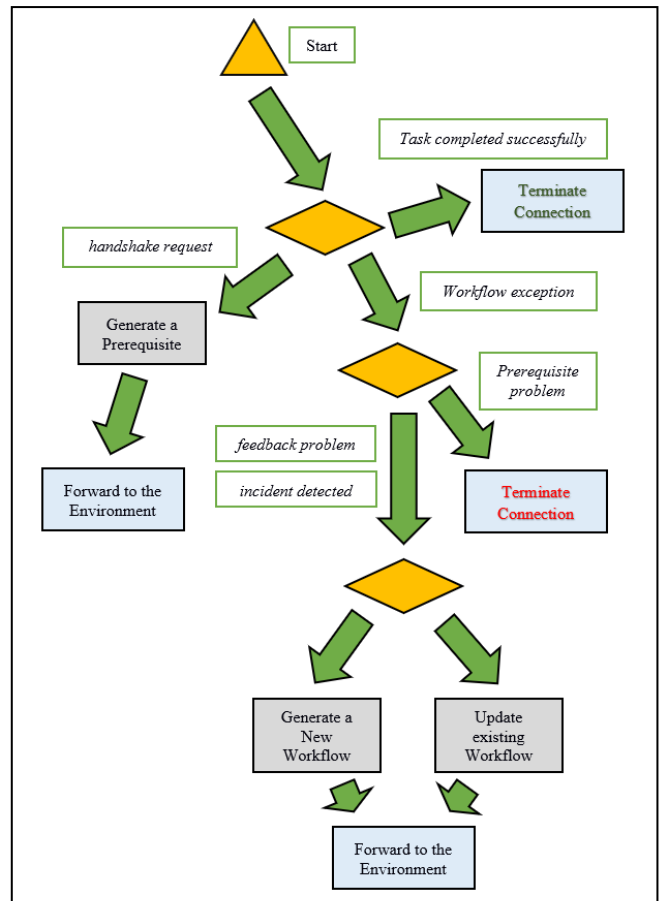 Start
Task completed successfully
Terminate
Connection
handshake request
Workflow exception
Generate a
Prerequisite
Prerequisite
problem
feedback problem
incident detected
Forward to the
Environment
Terminate
Connection
Generate a
New
Workflow
Update
existing
Workflow
Forward to the
Environment